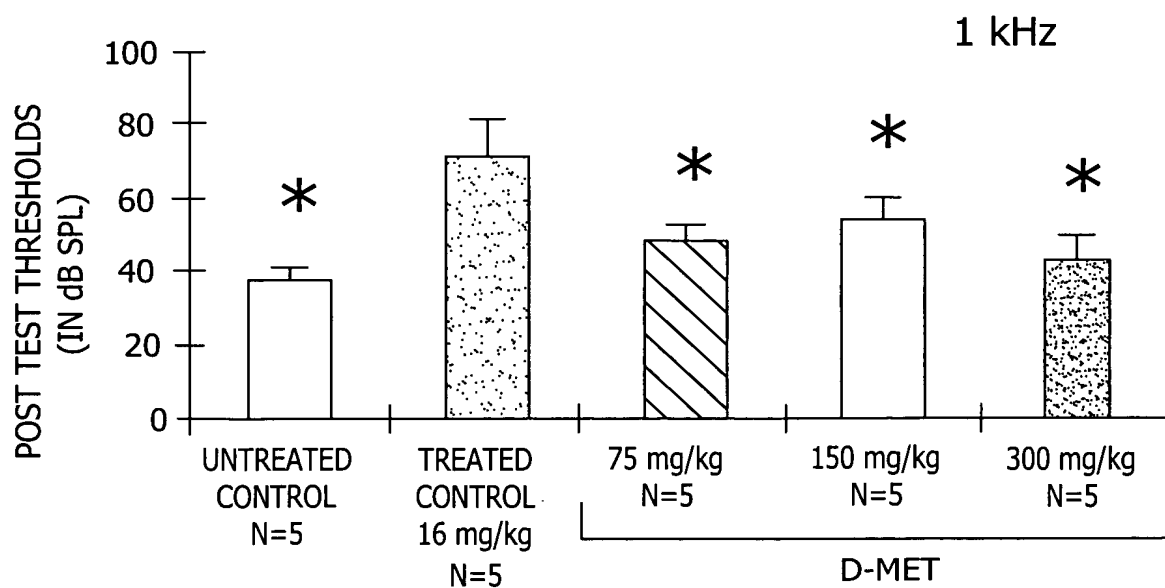 1 kHz
POST TEST THRESHOLDS
(IN dB SPL)
100
80
60
40
20
0
*
*
*
*
UNTREATED
CONTROL
N=5
TREATED
CONTROL
16 mg/kg
N=5
75 mg/kg
N=5
150 mg/kg
N=5
300 mg/kg
N=5
D-MET